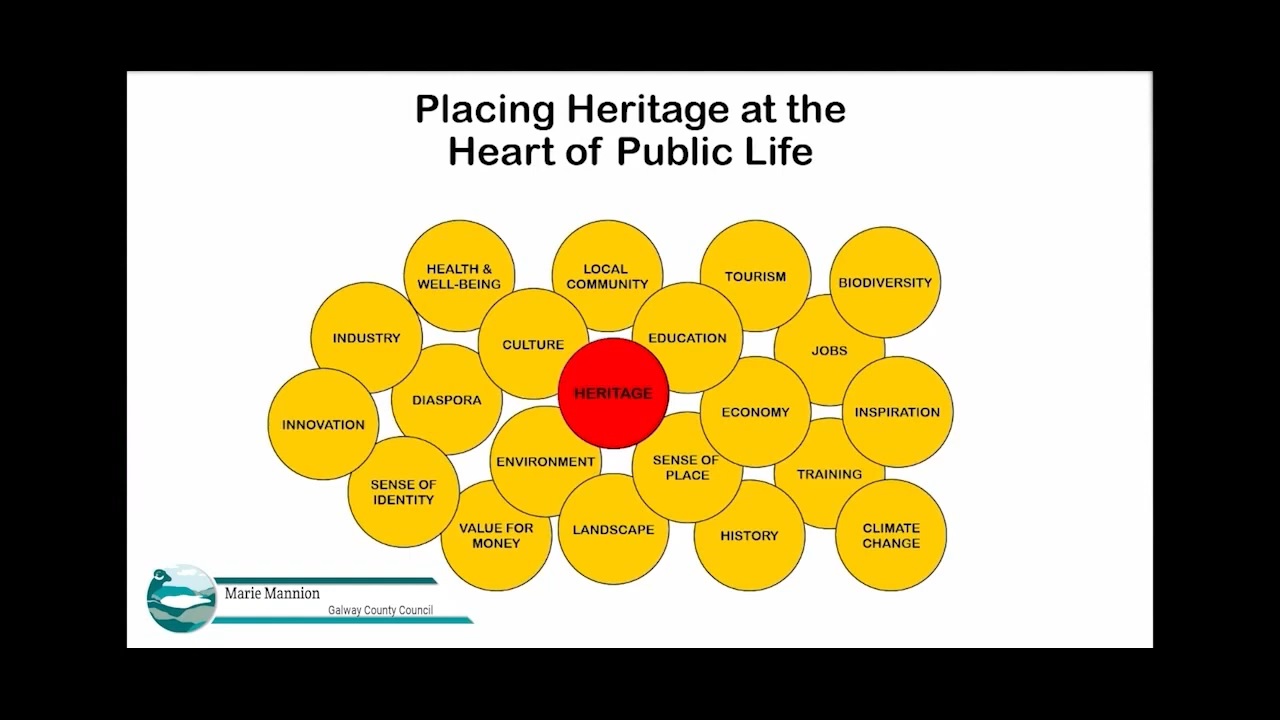 Placing Heritage at the
Heart of Public Life
HEALTH &
WELL-BEING
LOCAL
COMMUNITY
TOURISM
BIODIVERSITY
INDUSTRY
CULTURE
EDUCATION
JOBS
DIASPORA
HERITAGE
ECONOMY
INSPIRATION
INNOVATION
ENVIRONMENT
SENSE OF
PLACE
TRAINING
SENSE OF
IDENTITY
VALUE FOR
MONEY
LANDSCAPE
HISTORY
CLIMATE
CHANGE
Marie Mannion
Galway County Council